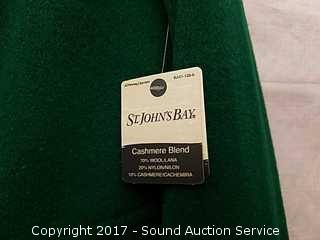 ST. JOHN'S BAY®
Cashmere Blend
70% WOOL/LANA
20% NYLON/NILON
10% CASHMERE/CACHEMIRA
Copyright 2017 - Sound Auction Service